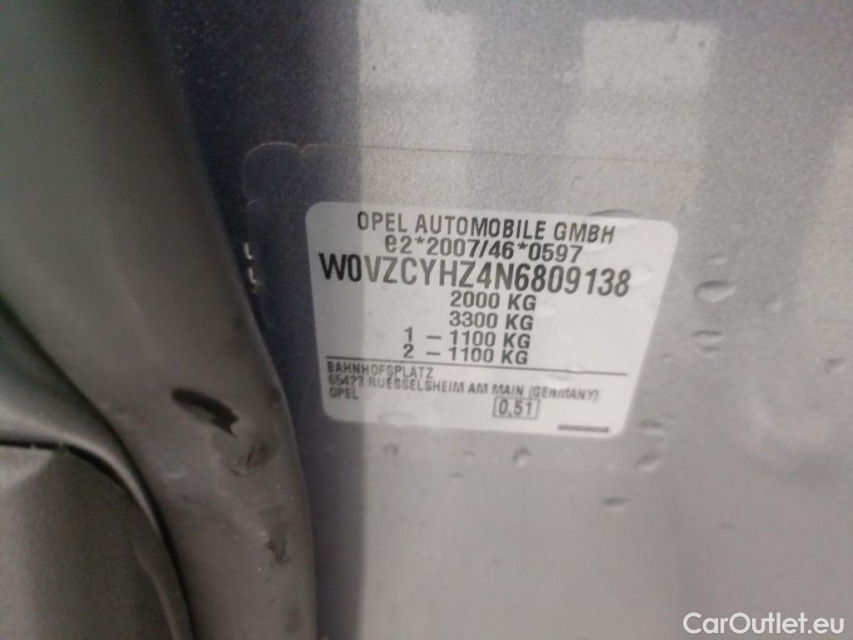 OPEL AUTOMOBILE GMBH
e2*2007/46*0597
W0VZCYHZ4N6809138
2000 KG
3300 KG
1 - 1100 KG
2 - 1100 KG
BAHNHOFSPLATZ
65423 RUESSELSHEIM AM MAIN (GERMANY)
OPEL
0,51
CarOutlet.eu